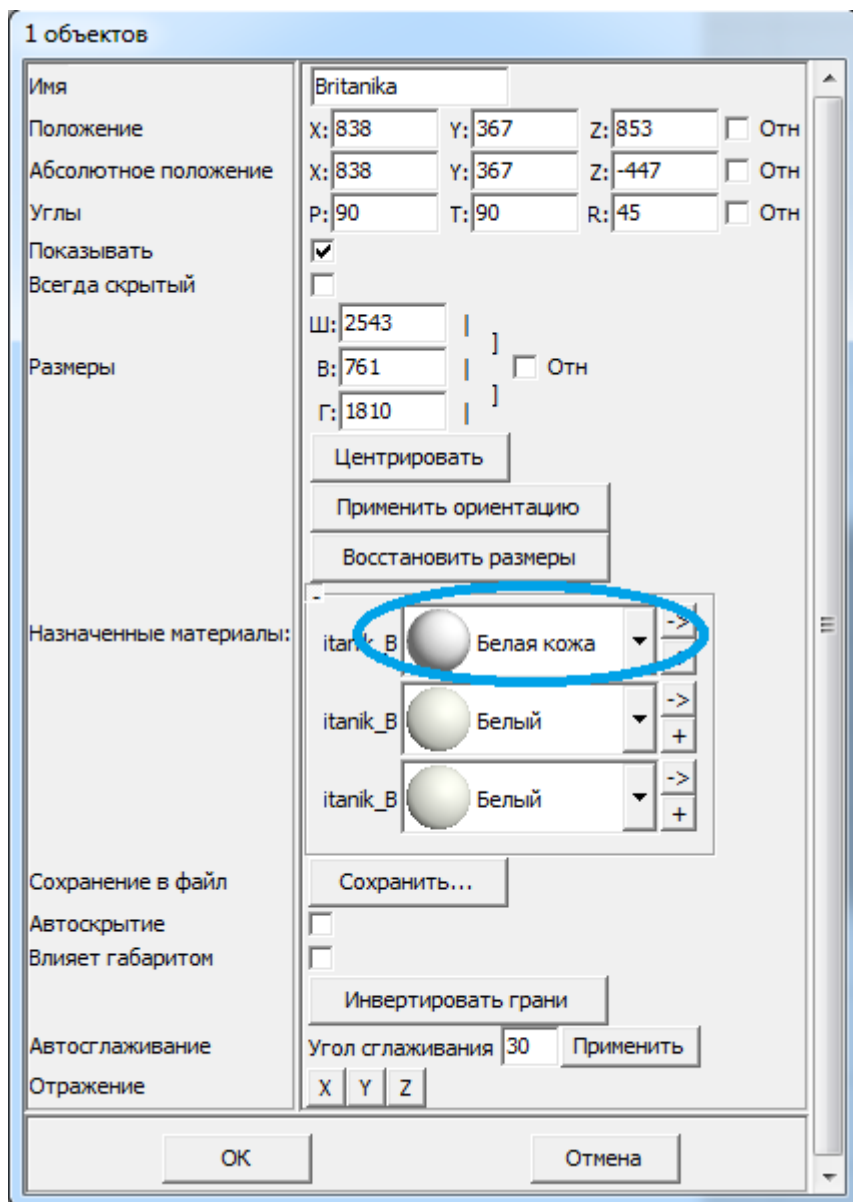 1 объектов
Имя Britanika
Положение X: 838 Y: 367 Z: 853 Отн
Абсолютное положение X: 838 Y: 367 Z: -447 Отн
Углы P: 90 T: 90 R: 45 Отн
Показывать
Всегда скрытый
Ш: 2543
Размеры В: 761 Отн
Г: 1810
Центрировать
Применить ориентацию
Восстановить размеры
Назначенные материалы: itanik_B Белая кожа ->
itanik_B Белый -> +
itanik_B Белый -> +
Сохранение в файл Сохранить...
Автоскрытие
Влияет габаритом
Инвертировать грани
Автосглаживание Угол сглаживания 30 Применить
Отражение X Y Z
OK Отмена